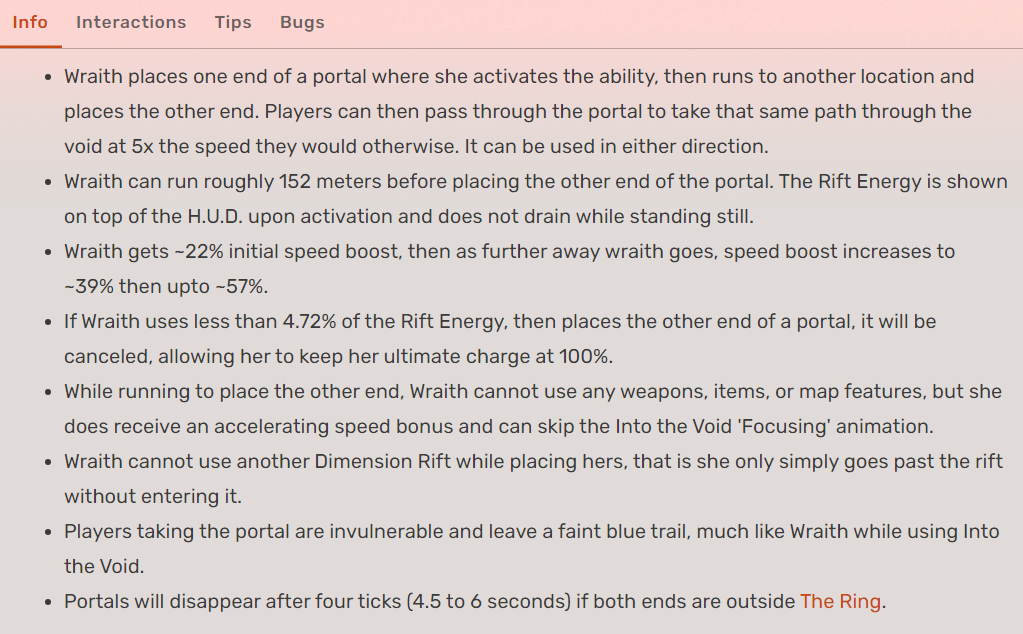 Info Interactions Tips Bugs
• Wraith places one end of a portal where she activates the ability, then runs to another location and
places the other end. Players can then pass through the portal to take that same path through the
void at 5x the speed they would otherwise. It can be used in either direction.
• Wraith can run roughly 152 meters before placing the other end of the portal. The Rift Energy is shown
on top of the H.U.D. upon activation and does not drain while standing still.
• Wraith gets ~22% initial speed boost, then as further away wraith goes, speed boost increases to
~39% then upto ~57%.
• If Wraith uses less than 4.72% of the Rift Energy, then places the other end of a portal, it will be
canceled, allowing her to keep her ultimate charge at 100%.
• While running to place the other end, Wraith cannot use any weapons, items, or map features, but she
does receive an accelerating speed bonus and can skip the Into the Void 'Focusing' animation.
• Wraith cannot use another Dimension Rift while placing hers, that is she only simply goes past the rift
without entering it.
• Players taking the portal are invulnerable and leave a faint blue trail, much like Wraith while using Into
the Void.
• Portals will disappear after four ticks (4.5 to 6 seconds) if both ends are outside The Ring.